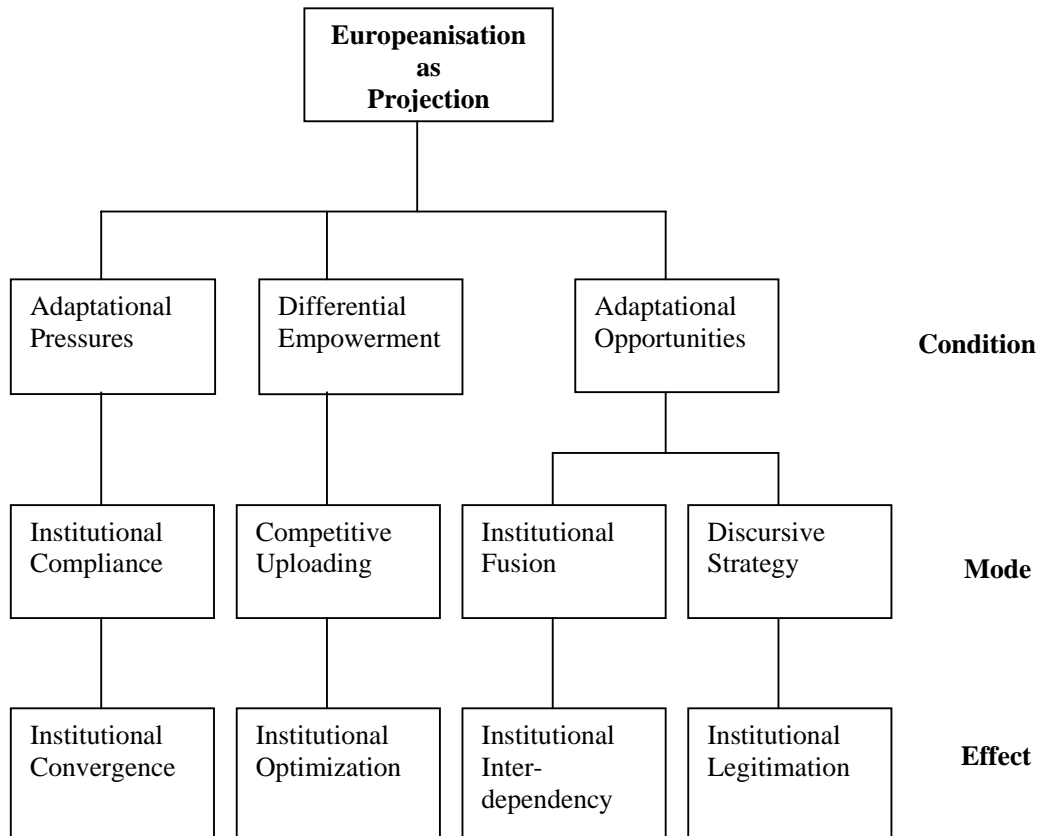 Europeanisation
as
Projection
Adaptational
Pressures
Differential
Empowerment
Adaptational
Opportunities
Condition
Institutional
Compliance
Competitive
Uploading
Institutional
Fusion
Discursive
Strategy
Mode
Institutional
Convergence
Institutional
Optimization
Institutional
Inter-
dependency
Institutional
Legitimation
Effect